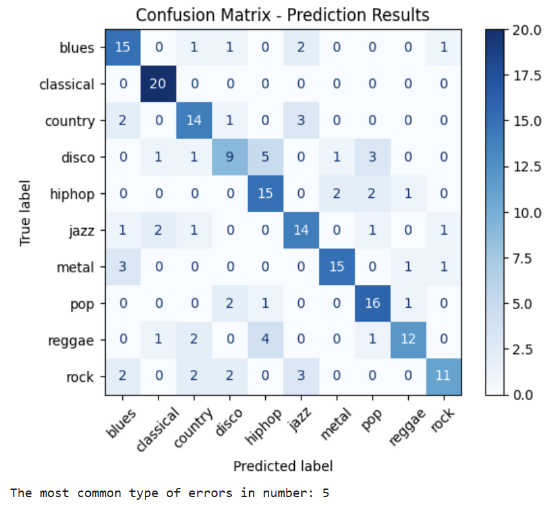 Confusion Matrix - Prediction Results
blues 15 0 1 1 0 2 0 0 0 1
classical 0 20 0 0 0 0 0 0 0 0
country 2 0 14 1 0 3 0 0 0 0
disco 0 1 1 9 5 0 1 3 0 0
hiphop 0 0 0 0 15 0 2 2 1 0
jazz 1 2 1 0 0 14 0 1 0 1
metal 3 0 0 0 0 0 15 0 1 1
pop 0 0 0 2 1 0 0 16 1 0
reggae 0 1 2 0 4 0 0 1 12 0
rock 2 0 2 2 0 3 0 0 0 11
True label
blues classical country disco hiphop jazz metal pop reggae rock
Predicted label
20.0
17.5
15.0
12.5
10.0
7.5
5.0
2.5
0.0
The most common type of errors in number: 5